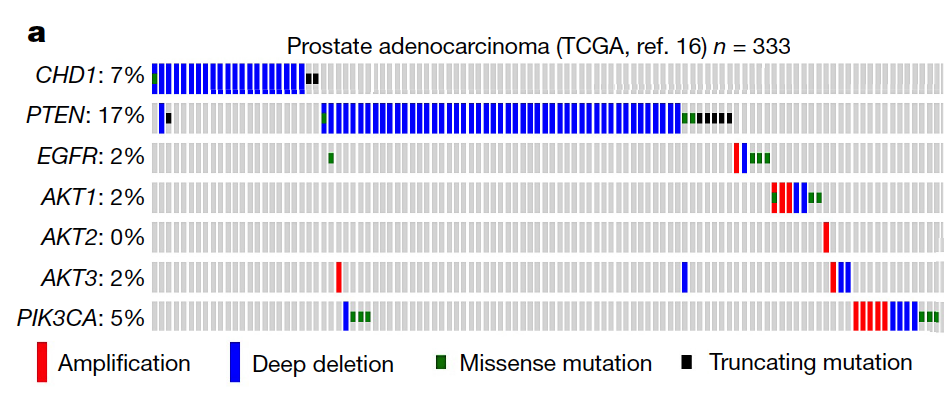 a
Prostate adenocarcinoma (TCGA, ref. 16) n = 333
CHD1: 7%
PTEN: 17%
EGFR: 2%
AKT1: 2%
AKT2: 0%
AKT3: 2%
PIK3CA: 5%
Amplification Deep deletion Missense mutation Truncating mutation